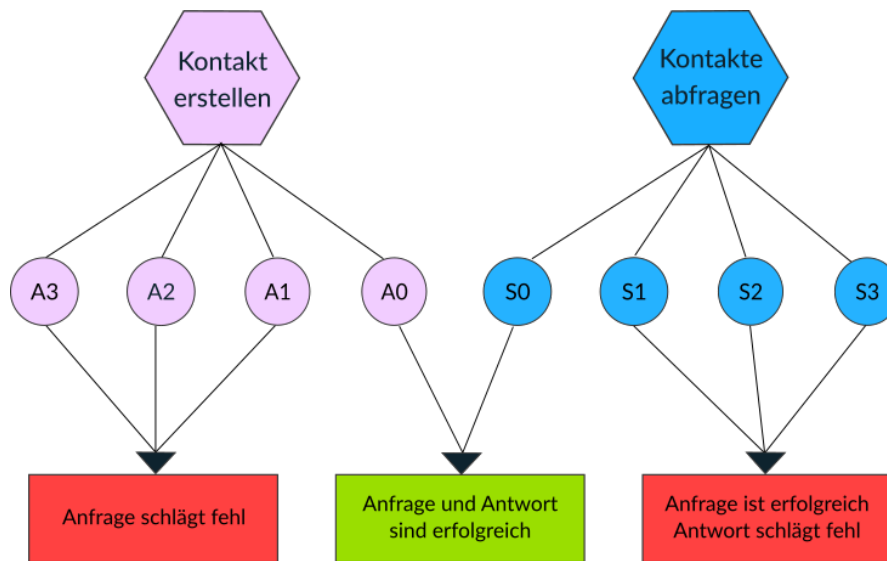 Kontakt
erstellen
Kontakte
abfragen
A3
A2
A1
A0
S0
S1
S2
S3
Anfrage schlägt fehl
Anfrage und Antwort
sind erfolgreich
Anfrage ist erfolgreich
Antwort schlägt fehl